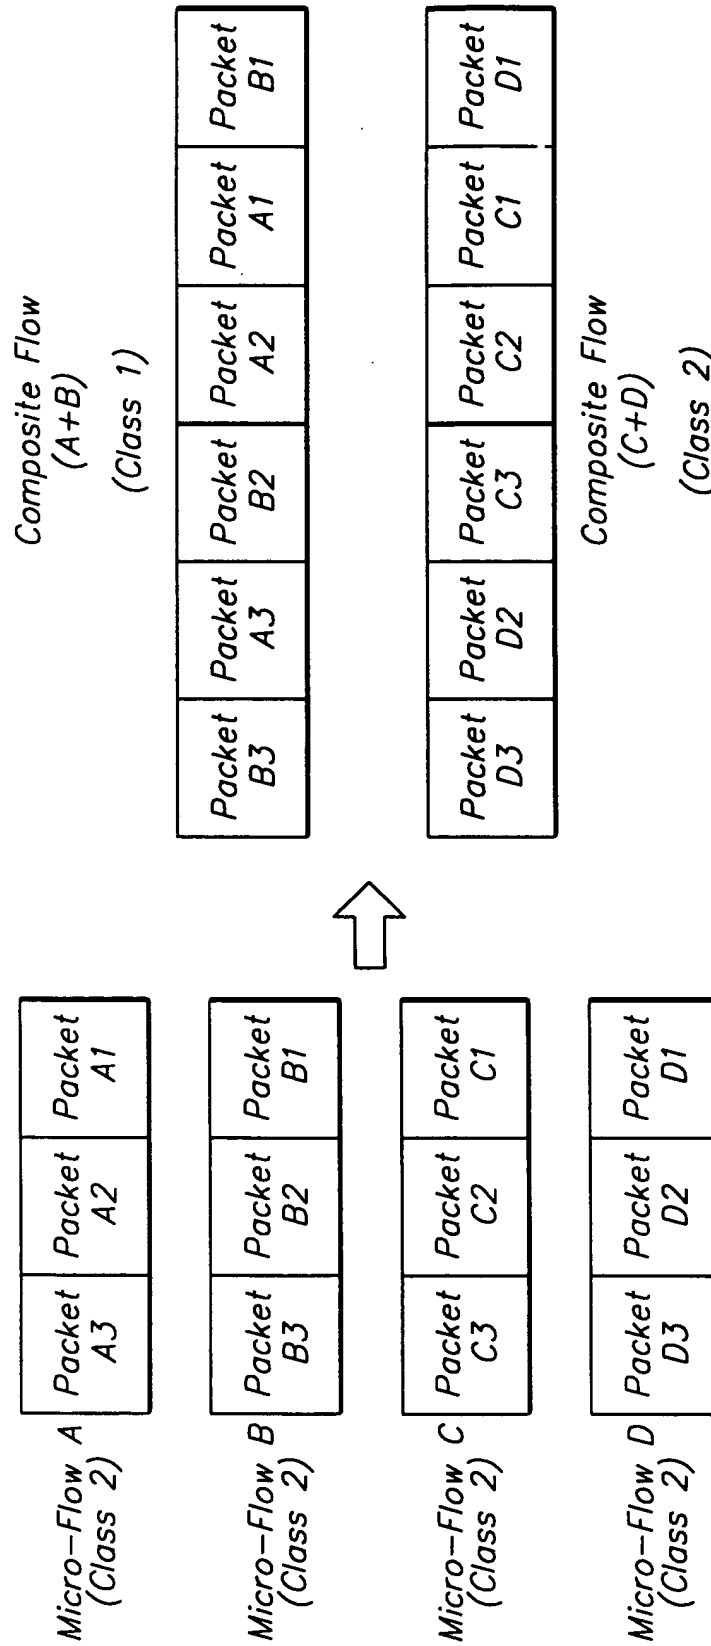 Micro-Flow A
(Class 2)
Packet
A3
Packet
A2
Packet
A1
Micro-Flow B
(Class 2)
Packet
B3
Packet
B2
Packet
B1
Micro-Flow C
(Class 2)
Packet
C3
Packet
C2
Packet
C1
Micro-Flow D
(Class 2)
Packet
D3
Packet
D2
Packet
D1
Composite Flow
(A+B)
(Class 1)
Packet
B3
Packet
A3
Packet
B2
Packet
A2
Packet
A1
Packet
B1
Packet
D3
Packet
D2
Packet
C3
Packet
C2
Packet
C1
Packet
D1
Composite Flow
(C+D)
(Class 2)